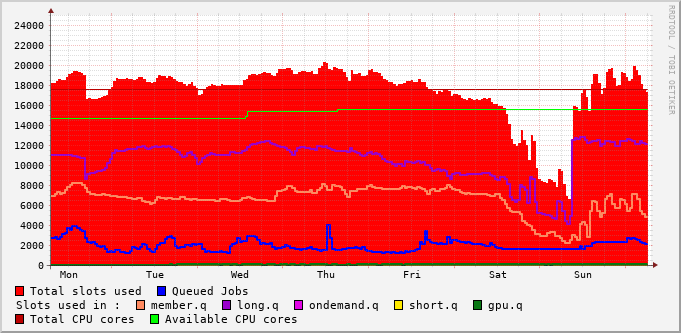 24000
22000
20000
18000
16000
14000
12000
10000
8000
6000
4000
2000
0
Mon Tue Wed Thu Fri Sat Sun
RRDTOOL / TOBI OETIKER
Total slots used Queued Jobs
Slots used in : member.q long.q ondemand.q short.q gpu.q
Total CPU cores Available CPU cores